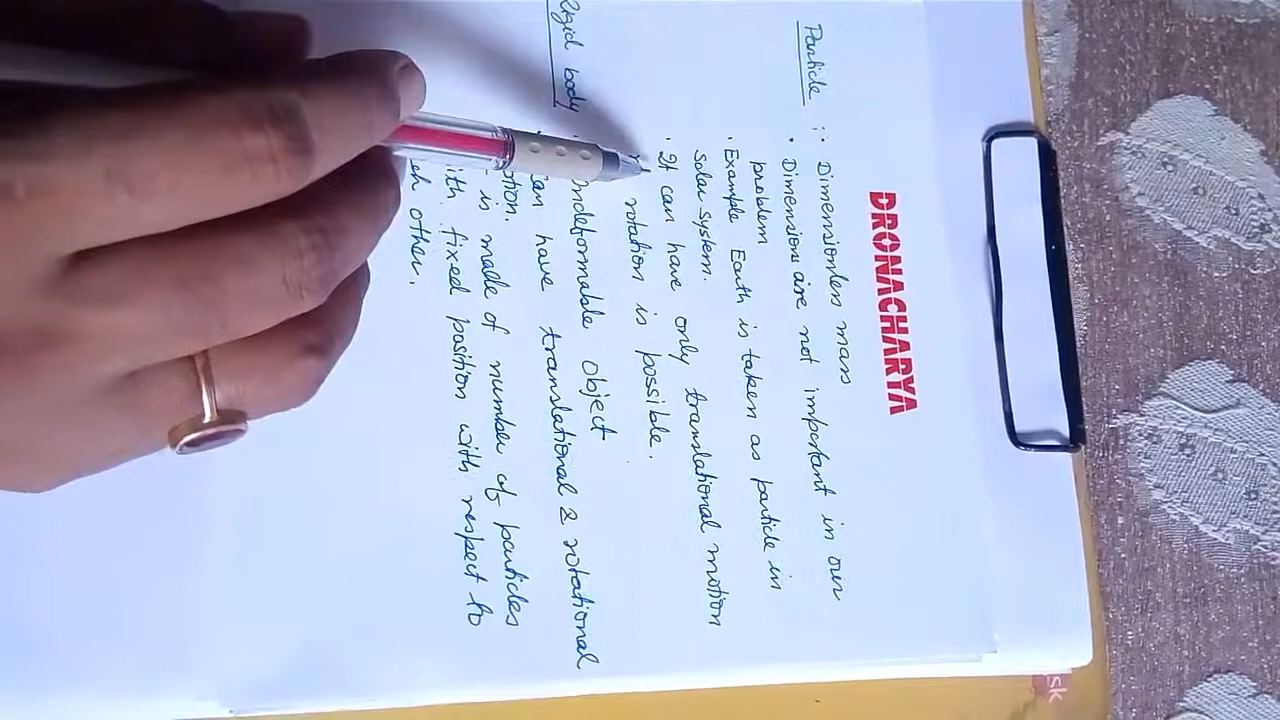 DRONACHARYA
Particle :· Dimensionless mass
· Dimensions are not important in our
problem
· Example Earth is taken as particle in
solar system.
· It can have only translational motion
rotation is possible.
Rigid body · Indeformable object
can have translational & rotational
is made of number of particles
with fixed position with respect to
other.
sk